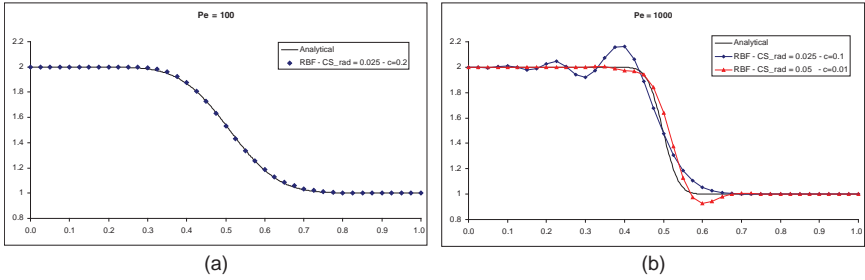 Pe = 100
2.2
2
1.8
1.6
1.4
1.2
1
0.8
0.0 0.1 0.2 0.3 0.4 0.5 0.6 0.7 0.8 0.9 1.0
Analytical
RBF - CS_rad = 0.025 - c=0.2
(a)
Pe = 1000
2.2
2
1.8
1.6
1.4
1.2
1
0.8
0.0 0.1 0.2 0.3 0.4 0.5 0.6 0.7 0.8 0.9 1.0
Analytical
RBF - CS_rad = 0.025 - c=0.1
RBF - CS_rad = 0.05 - c=0.01
(b)